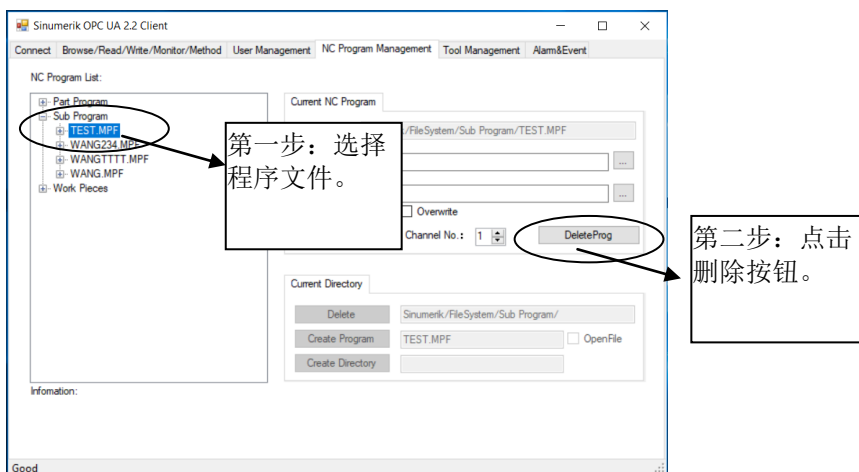 Sinumerik OPC UA 2.2 Client
Connect Browse/Read/Write/Monitor/Method User Management NC Program Management Tool Management Alarm&Event
NC Program List:
Part Program
Sub Program
TEST.MPF
WANG234.MPF
WANGTTTT.MPF
WANG.MPF
Work Pieces
Current NC Program
/FileSystem/Sub Program/TEST.MPF
...
...
Overwrite
Channel No.: 1
DeleteProg
第一步：选择
程序文件。
第二步：点击
删除按钮。
Current Directory
Delete Sinumerik/FileSystem/Sub Program/
Create Program TEST.MPF OpenFile
Create Directory
Infomation:
Good